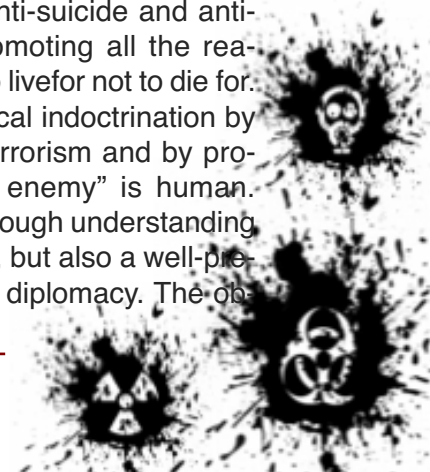 nti-suicide and anti-
omoting all the rea-
livefor not to die for.
cal indoctrination by
rrorism and by pro-
enemy” is human.
ough understanding
but also a well-pre-
diplomacy. The ob-